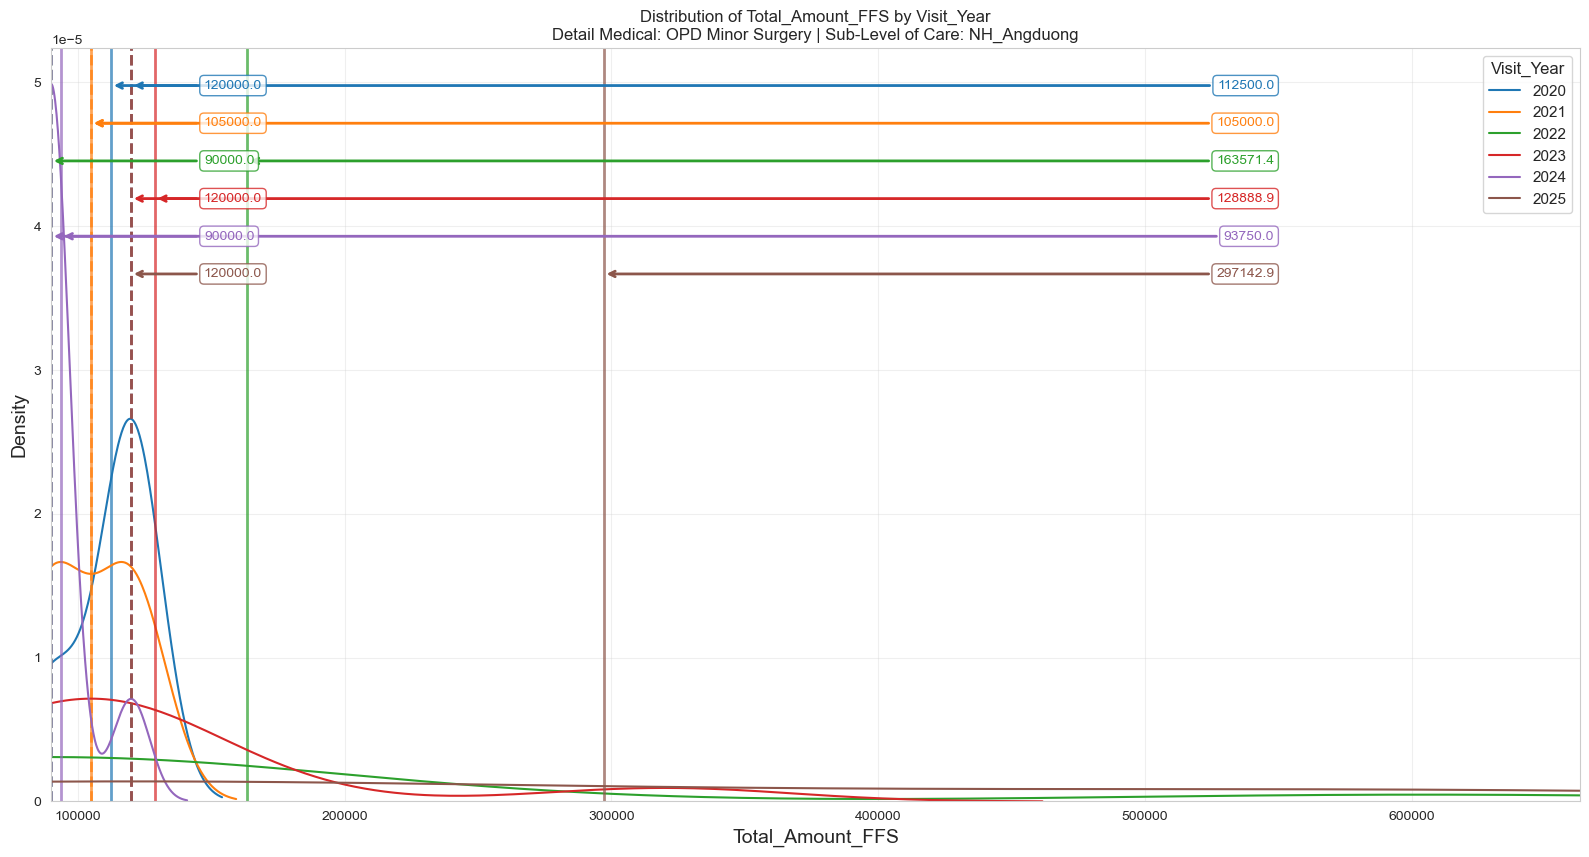 Distribution of Total_Amount_FFS by Visit_Year
Detail Medical: OPD Minor Surgery | Sub-Level of Care: NH_Angduong
1e−5
5
4
3
2
1
0
Density
120000.0 112500.0
105000.0 105000.0
90000.0 163571.4
120000.0 128888.9
90000.0 93750.0
120000.0 297142.9
Visit_Year
2020
2021
2022
2023
2024
2025
100000 200000 300000 400000 500000 600000
Total_Amount_FFS